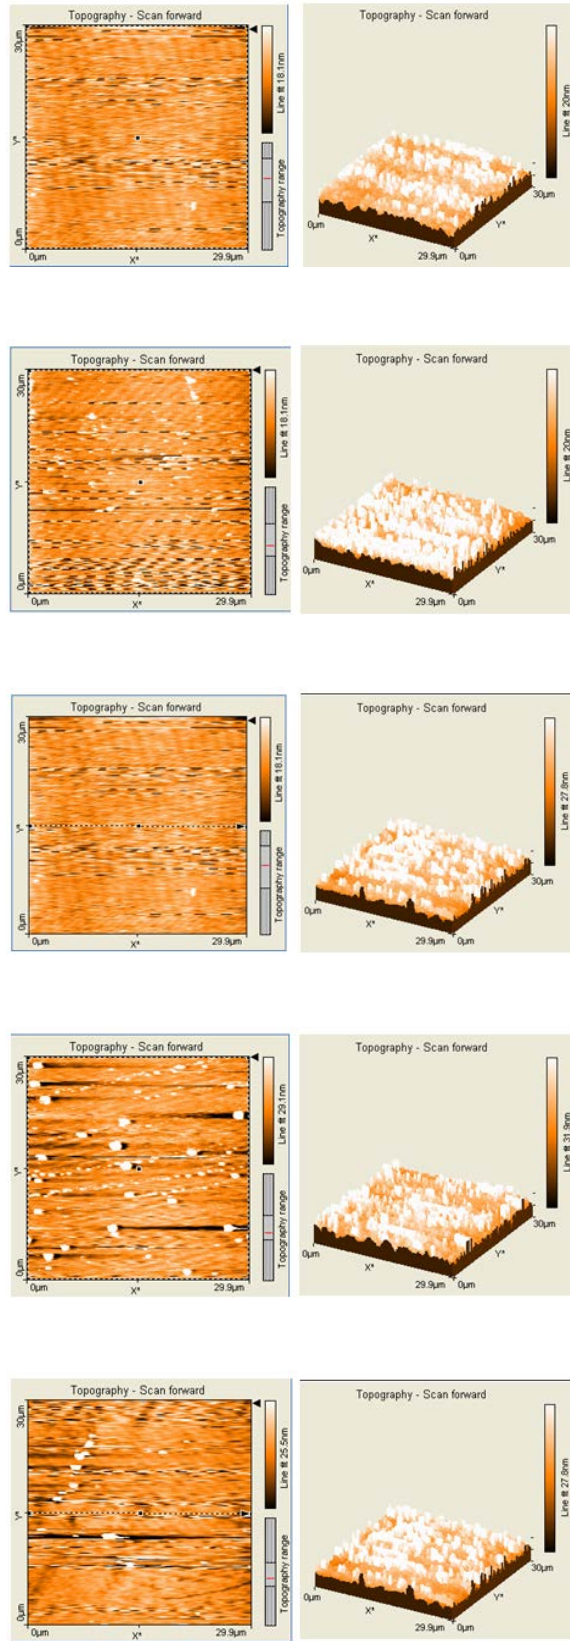 Topography - Scan forward
30µm
Y*
0µm
0µm
X*
29.9µm
Line fit 18.1nm
Topography range
Topography - Scan forward
Line fit 20nm
0µm
X*
29.9µm
0µm
Y*
30µm
Topography - Scan forward
30µm
Y*
0µm
0µm
X*
29.9µm
Line fit 18.1nm
Topography range
Topography - Scan forward
Line fit 20nm
0µm
X*
29.9µm
0µm
Y*
30µm
Topography - Scan forward
30µm
Y*
0µm
0µm
X*
29.9µm
Line fit 18.1nm
Topography range
Topography - Scan forward
Line fit 27.8nm
0µm
X*
29.9µm
0µm
Y*
30µm
Topography - Scan forward
30µm
Y*
0µm
0µm
X*
29.9µm
Line fit 29.1nm
Topography range
Topography - Scan forward
Line fit 31.9nm
0µm
X*
29.9µm
0µm
Y*
30µm
Topography - Scan forward
30µm
Y*
0µm
0µm
X*
29.9µm
Line fit 25.5nm
Topography range
Topography - Scan forward
Line fit 27.8nm
0µm
X*
29.9µm
0µm
Y*
30µm